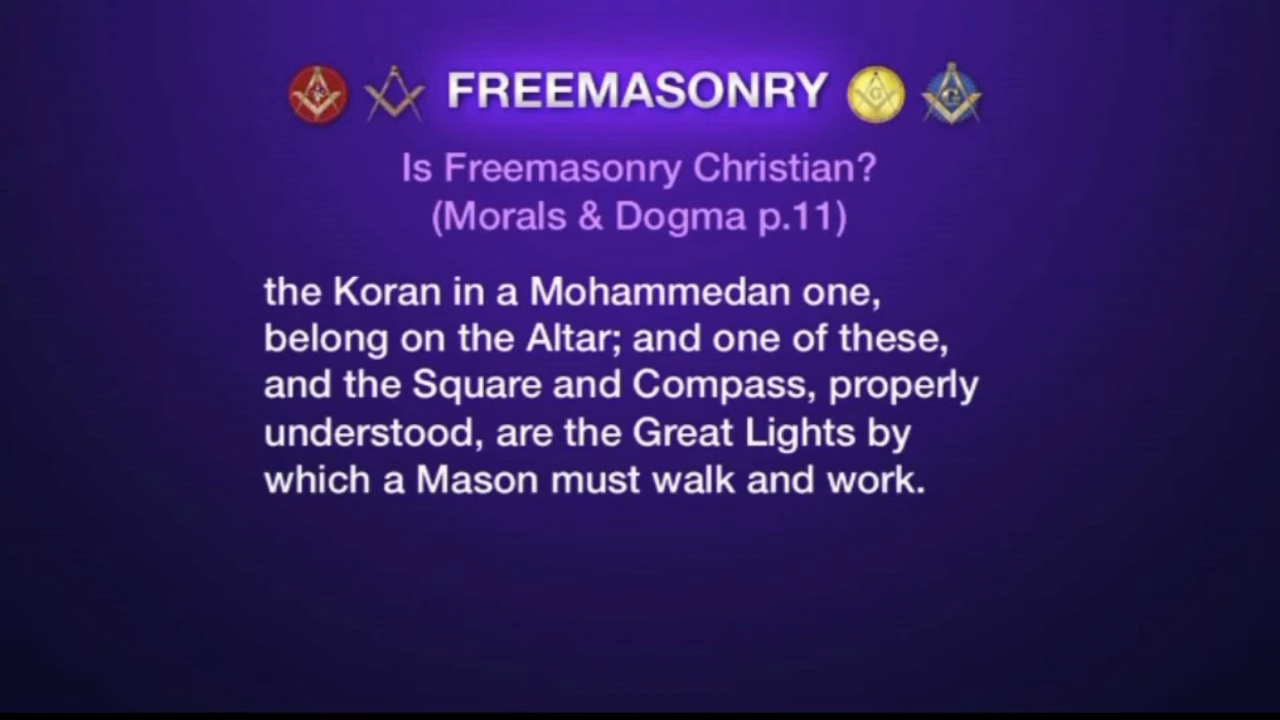 FREEMASONRY
Is Freemasonry Christian?
(Morals & Dogma p.11)
the Koran in a Mohammedan one,
belong on the Altar; and one of these,
and the Square and Compass, properly
understood, are the Great Lights by
which a Mason must walk and work.